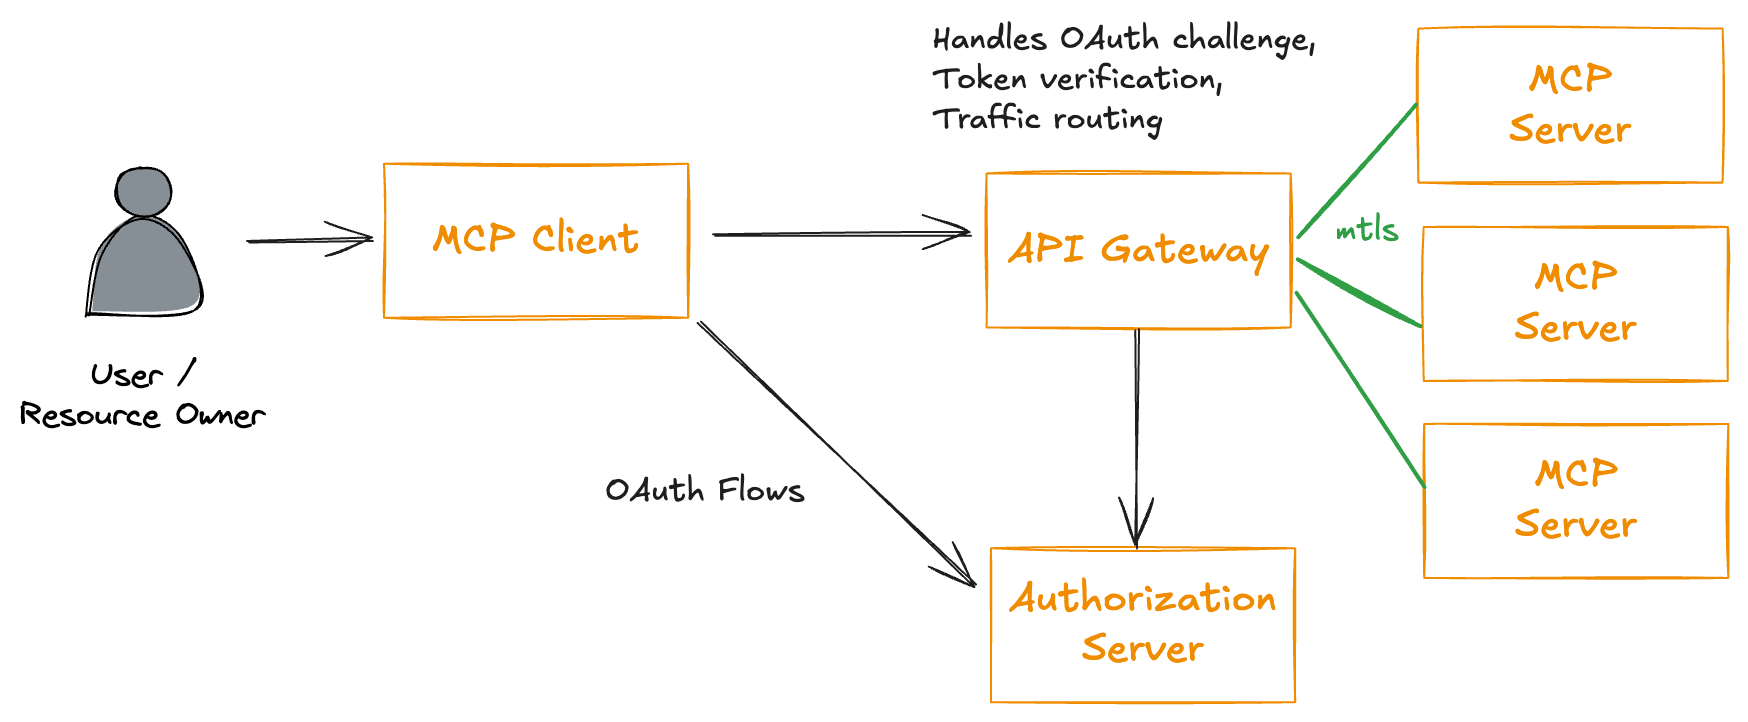 Handles OAuth challenge,
Token verification,
Traffic routing
MCP
Server
MCP Client
API Gateway
mtls
MCP
Server
User /
Resource Owner
OAuth Flows
MCP
Server
Authorization
Server